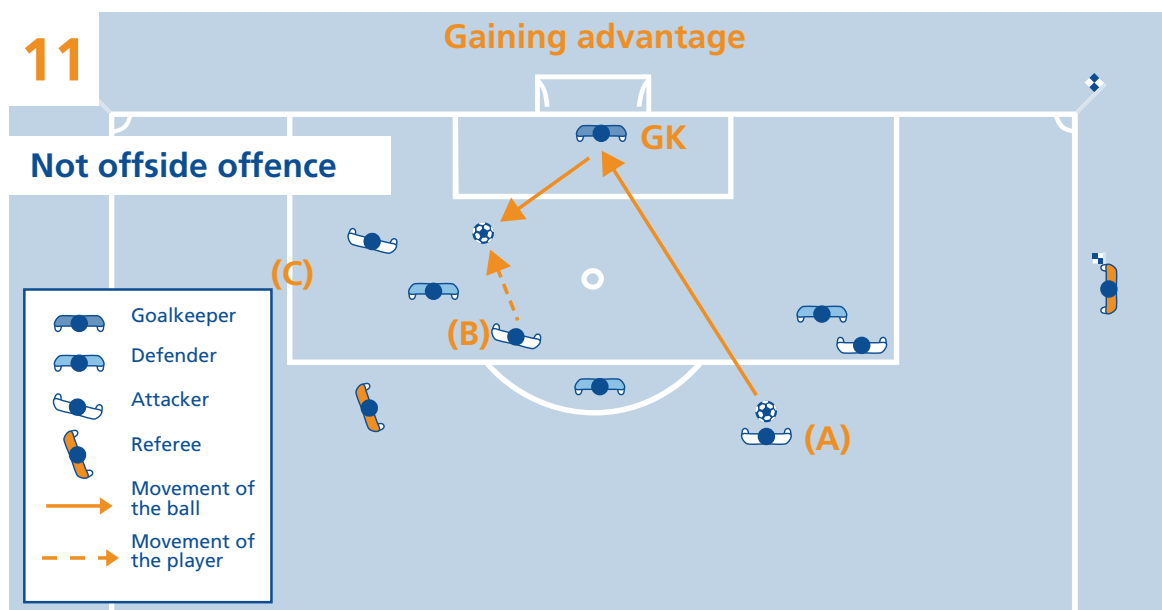 11
Gaining advantage
GK
Not offside offence
(C)
(B)
(A)
Goalkeeper
Defender
Attacker
Referee
Movement of
the ball
Movement of
the player